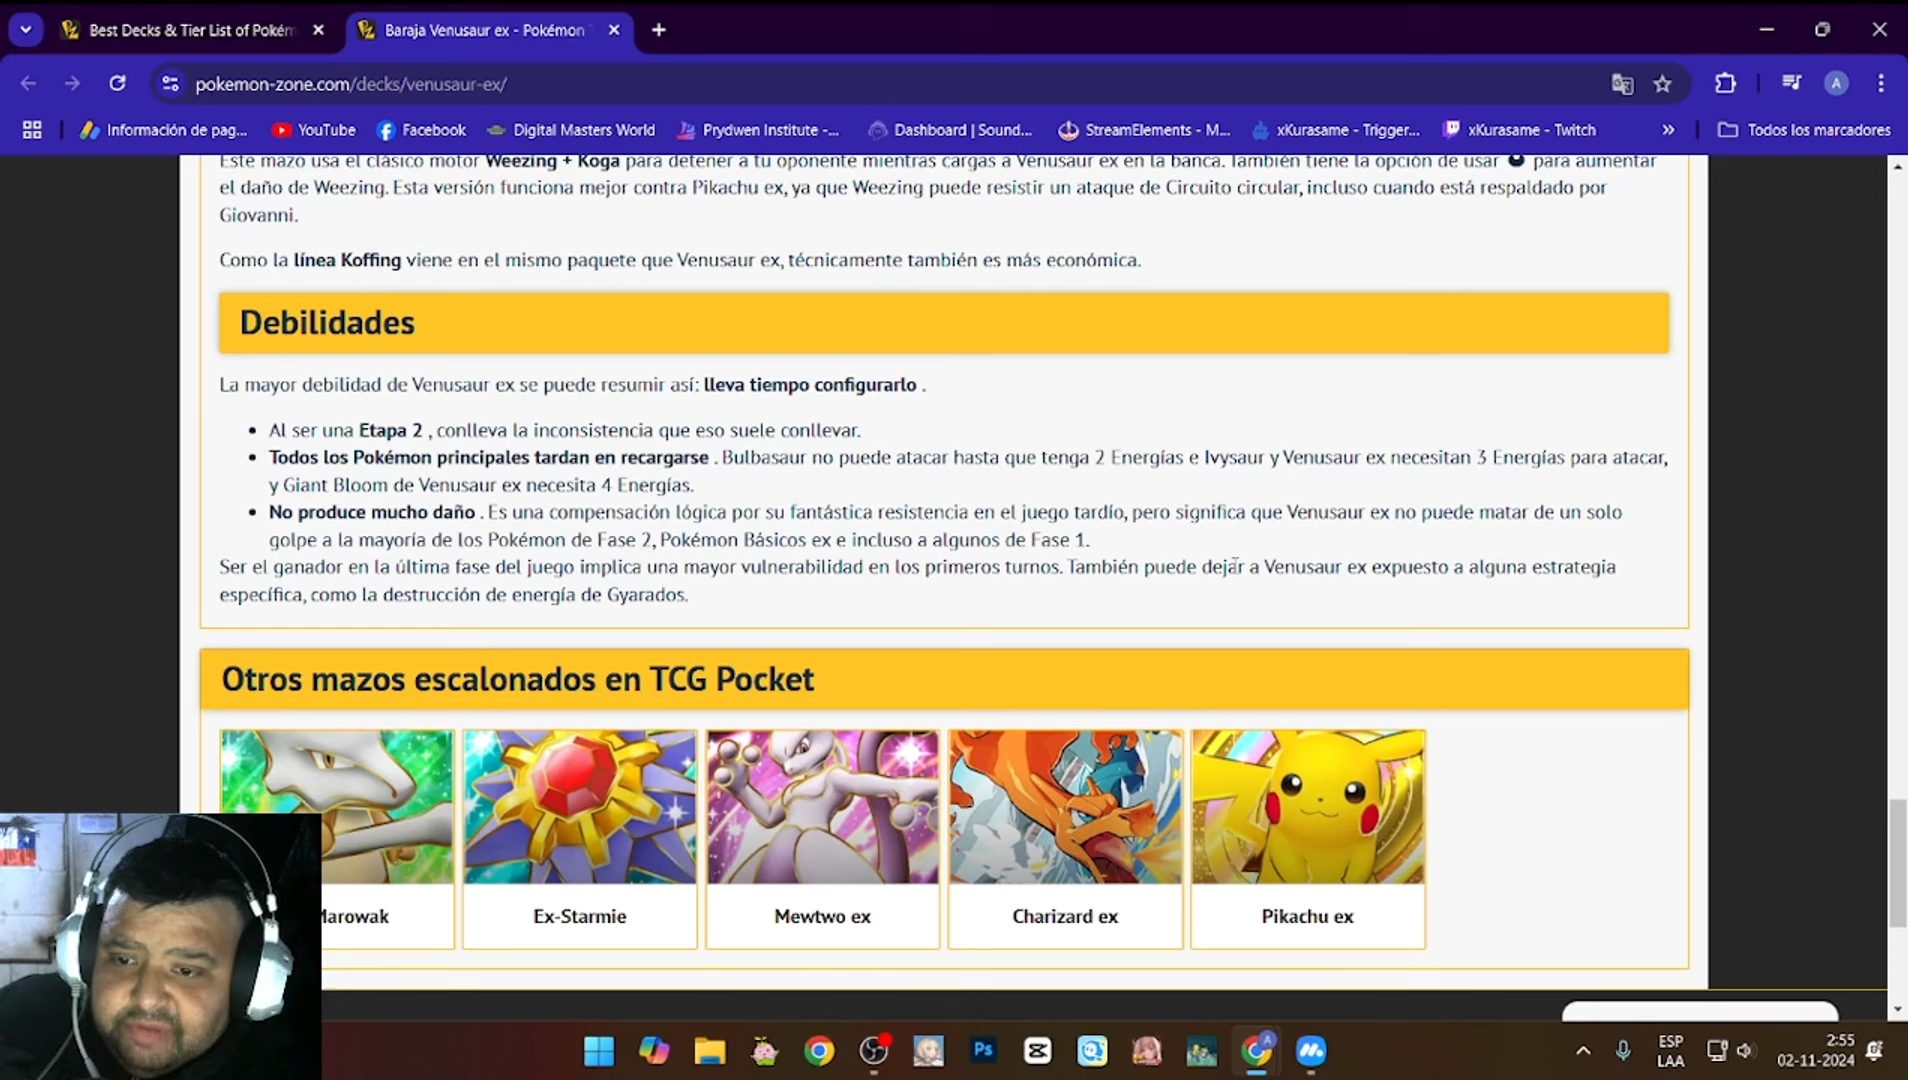 Best Decks & Tier List of Pokém
Baraja Venusaur ex - Pokémon
pokemon-zone.com/decks/venusaur-ex/
Información de pag...
YouTube
Facebook
Digital Masters World
Prydwen Institute -...
Dashboard | Sound...
StreamElements - M...
xKurasame - Trigger...
xKurasame - Twitch
»
Todos los marcadores
A
Este mazo usa el clásico motor Weezing + Koga para detener a tu oponente mientras cargas a Venusaur ex en la banca. También tiene la opción de usar para aumentar
el daño de Weezing. Esta versión funciona mejor contra Pikachu ex, ya que Weezing puede resistir un ataque de Circuito circular, incluso cuando está respaldado por
Giovanni.
Como la línea Koffing viene en el mismo paquete que Venusaur ex, técnicamente también es más económica.
Debilidades
La mayor debilidad de Venusaur ex se puede resumir así: lleva tiempo configurarlo .
• Al ser una Etapa 2 , conlleva la inconsistencia que eso suele conllevar.
• Todos los Pokémon principales tardan en recargarse . Bulbasaur no puede atacar hasta que tenga 2 Energías e Ivysaur y Venusaur ex necesitan 3 Energías para atacar,
y Giant Bloom de Venusaur ex necesita 4 Energías.
• No produce mucho daño . Es una compensación lógica por su fantástica resistencia en el juego tardío, pero significa que Venusaur ex no puede matar de un solo
golpe a la mayoría de los Pokémon de Fase 2, Pokémon Básicos ex e incluso a algunos de Fase 1.
Ser el ganador en la última fase del juego implica una mayor vulnerabilidad en los primeros turnos. También puede dejar a Venusaur ex expuesto a alguna estrategia
específica, como la destrucción de energía de Gyarados.
Otros mazos escalonados en TCG Pocket
Marowak
Ex-Starmie
Mewtwo ex
Charizard ex
Pikachu ex
Ps
ESP
LAA
2:55
02-11-2024